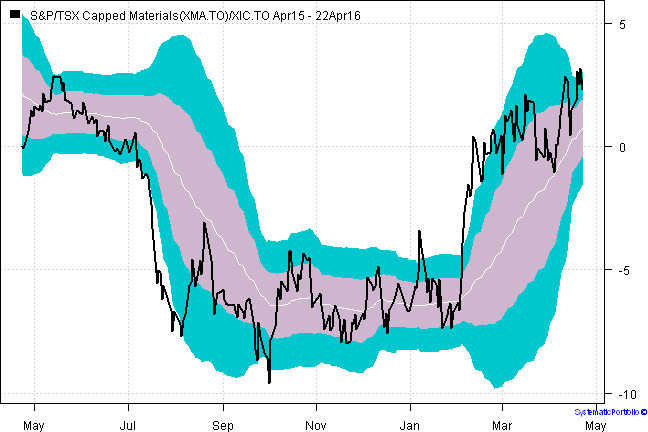 S&P/TSX Capped Materials(XMA.TO)/XIC.TO Apr15 - 22Apr16
5
0
-5
-10
SystematicPortfolio ©
May Jul Sep Nov Jan Mar May